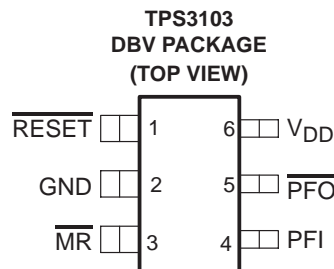 TPS3103
DBV PACKAGE
(TOP VIEW)
RESET 1 6 VDD
GND 2 5 PFO
MR 3 4 PFI